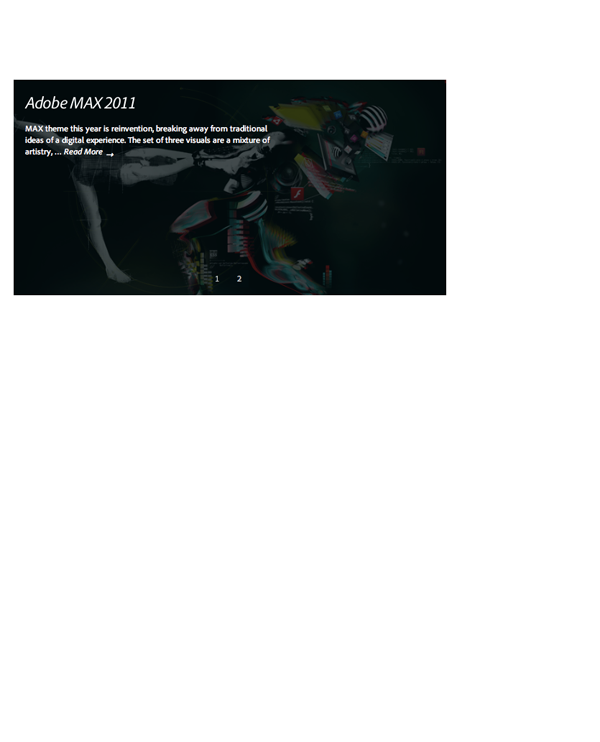 Adobe MAX 2011
MAX theme this year is reinvention, breaking away from traditional
ideas of a digital experience. The set of three visuals are a mixture of
artistry, ... Read More →
1 2